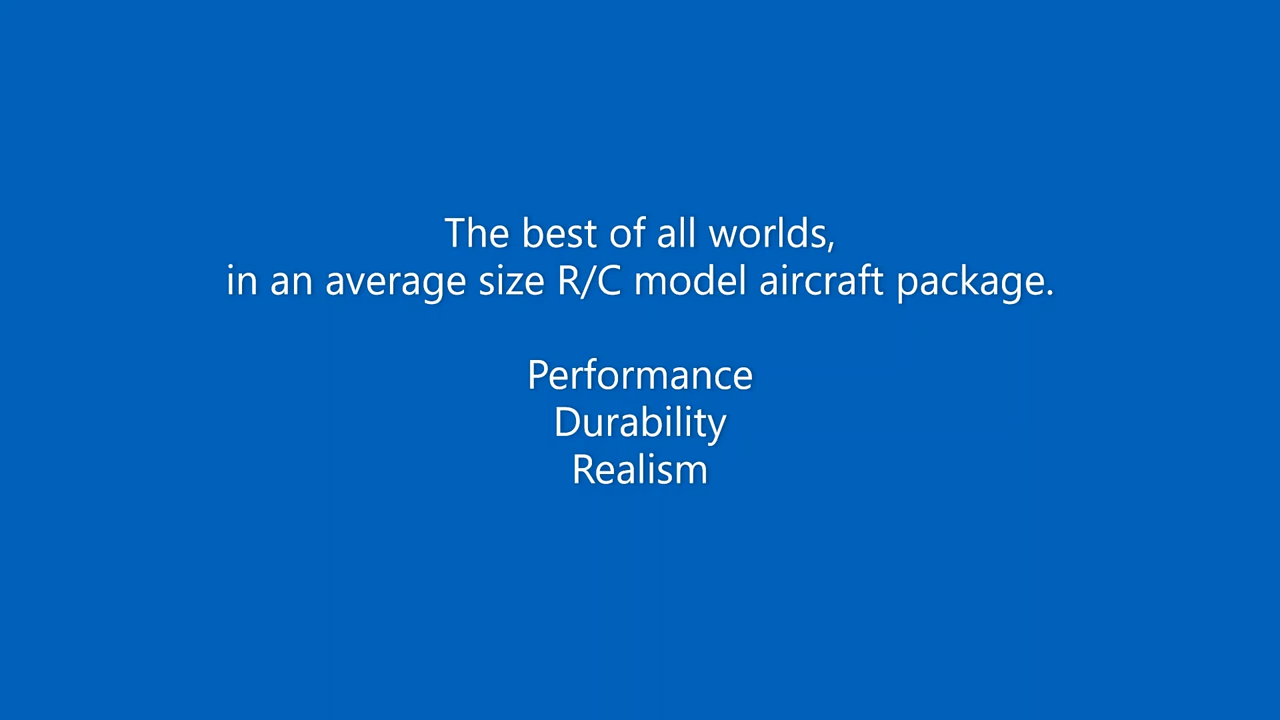 The best of all worlds,
in an average size R/C model aircraft package.
Performance
Durability
Realism